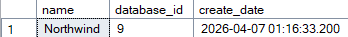 name database_id create_date
1 Northwind 9 2026-04-07 01:16:33.200